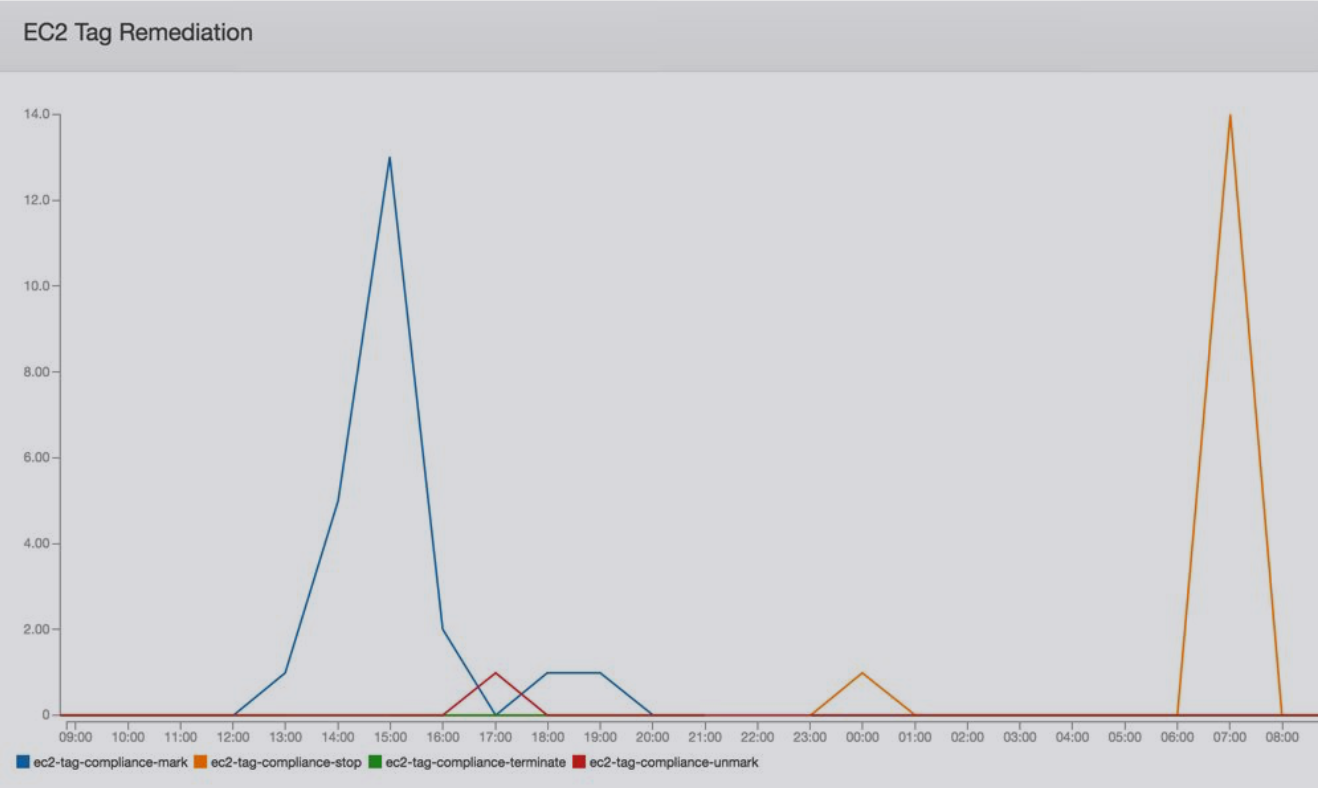 EC2 Tag Remediation
14.0
12.0
10.0
8.00
6.00
4.00
2.00
0
09:00 10:00 11:00 12:00 13:00 14:00 15:00 16:00 17:00 18:00 19:00 20:00 21:00 22:00 23:00 00:00 01:00 02:00 03:00 04:00 05:00 06:00 07:00 08:00
ec2-tag-compliance-mark ec2-tag-compliance-stop ec2-tag-compliance-terminate ec2-tag-compliance-unmark